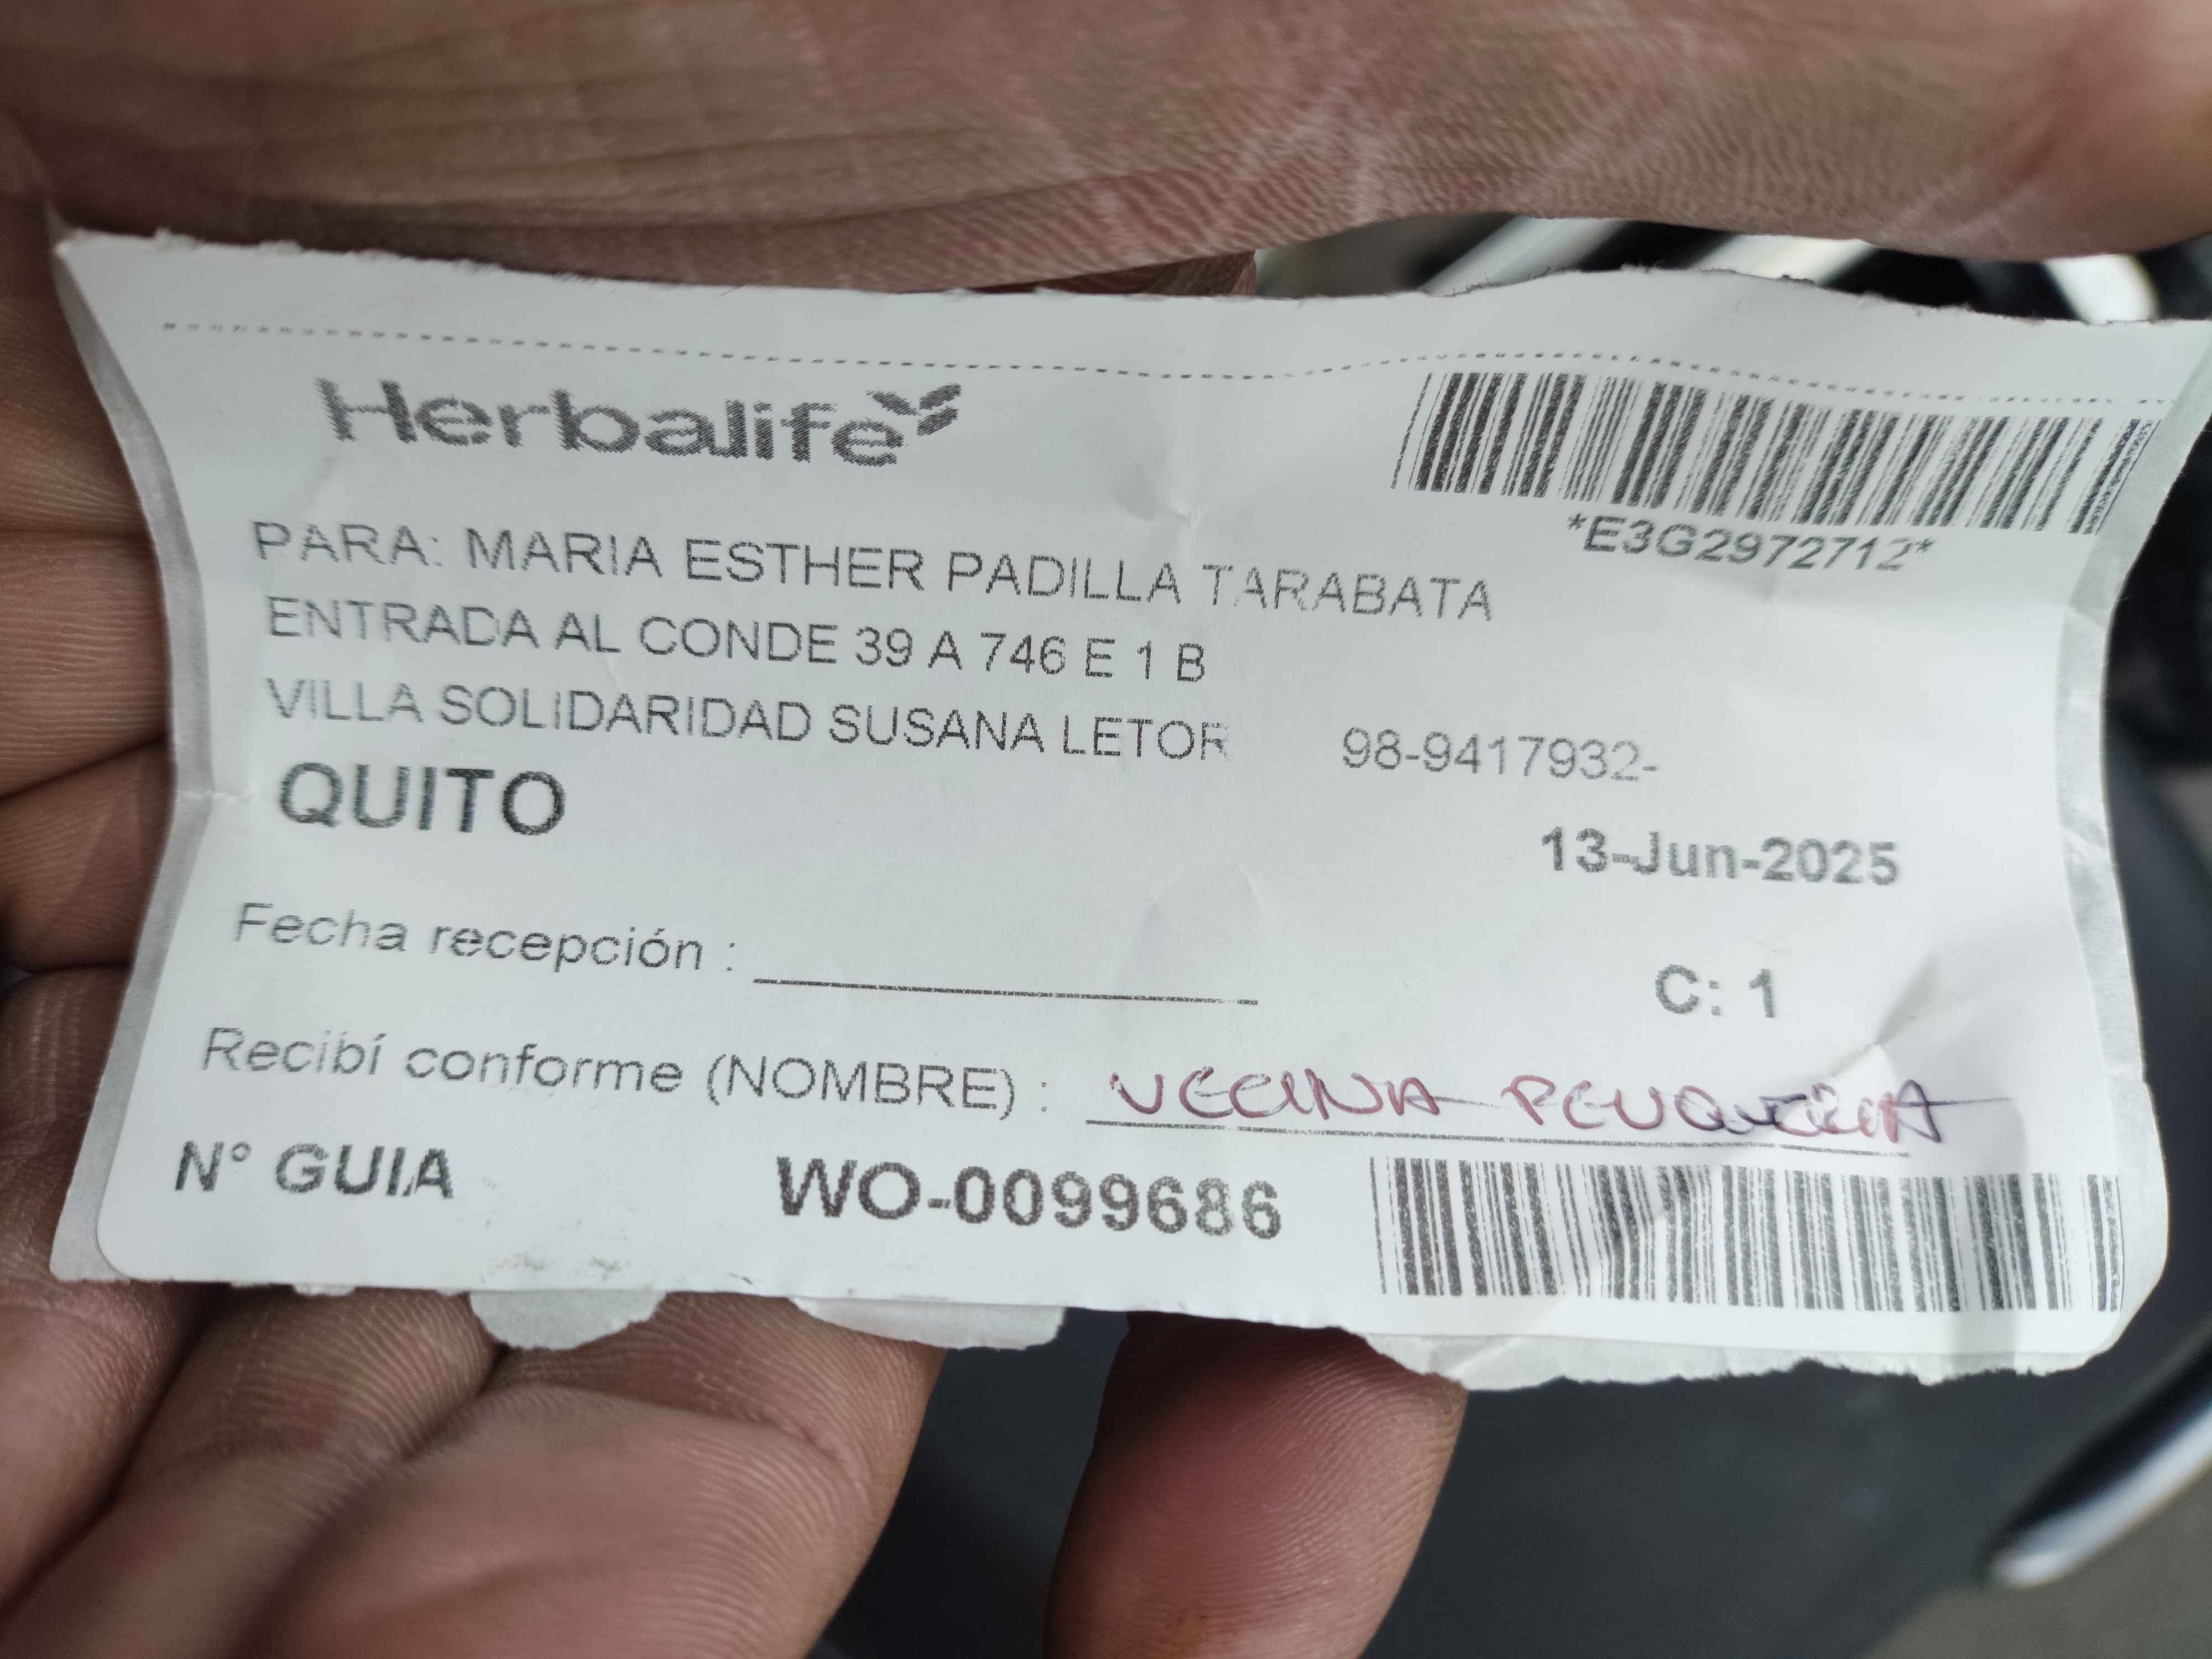 Herbalife
*E3G2972712*
PARA: MARIA ESTHER PADILLA TARABATA
ENTRADA AL CONDE 39 A 746 E 1 B
VILLA SOLIDARIDAD SUSANA LETOR 98-9417932-
QUITO
13-Jun-2025
Fecha recepción :
C: 1
Recibí conforme (NOMBRE) : VECINA PELUQUERIA
N° GUIA WO-0099686